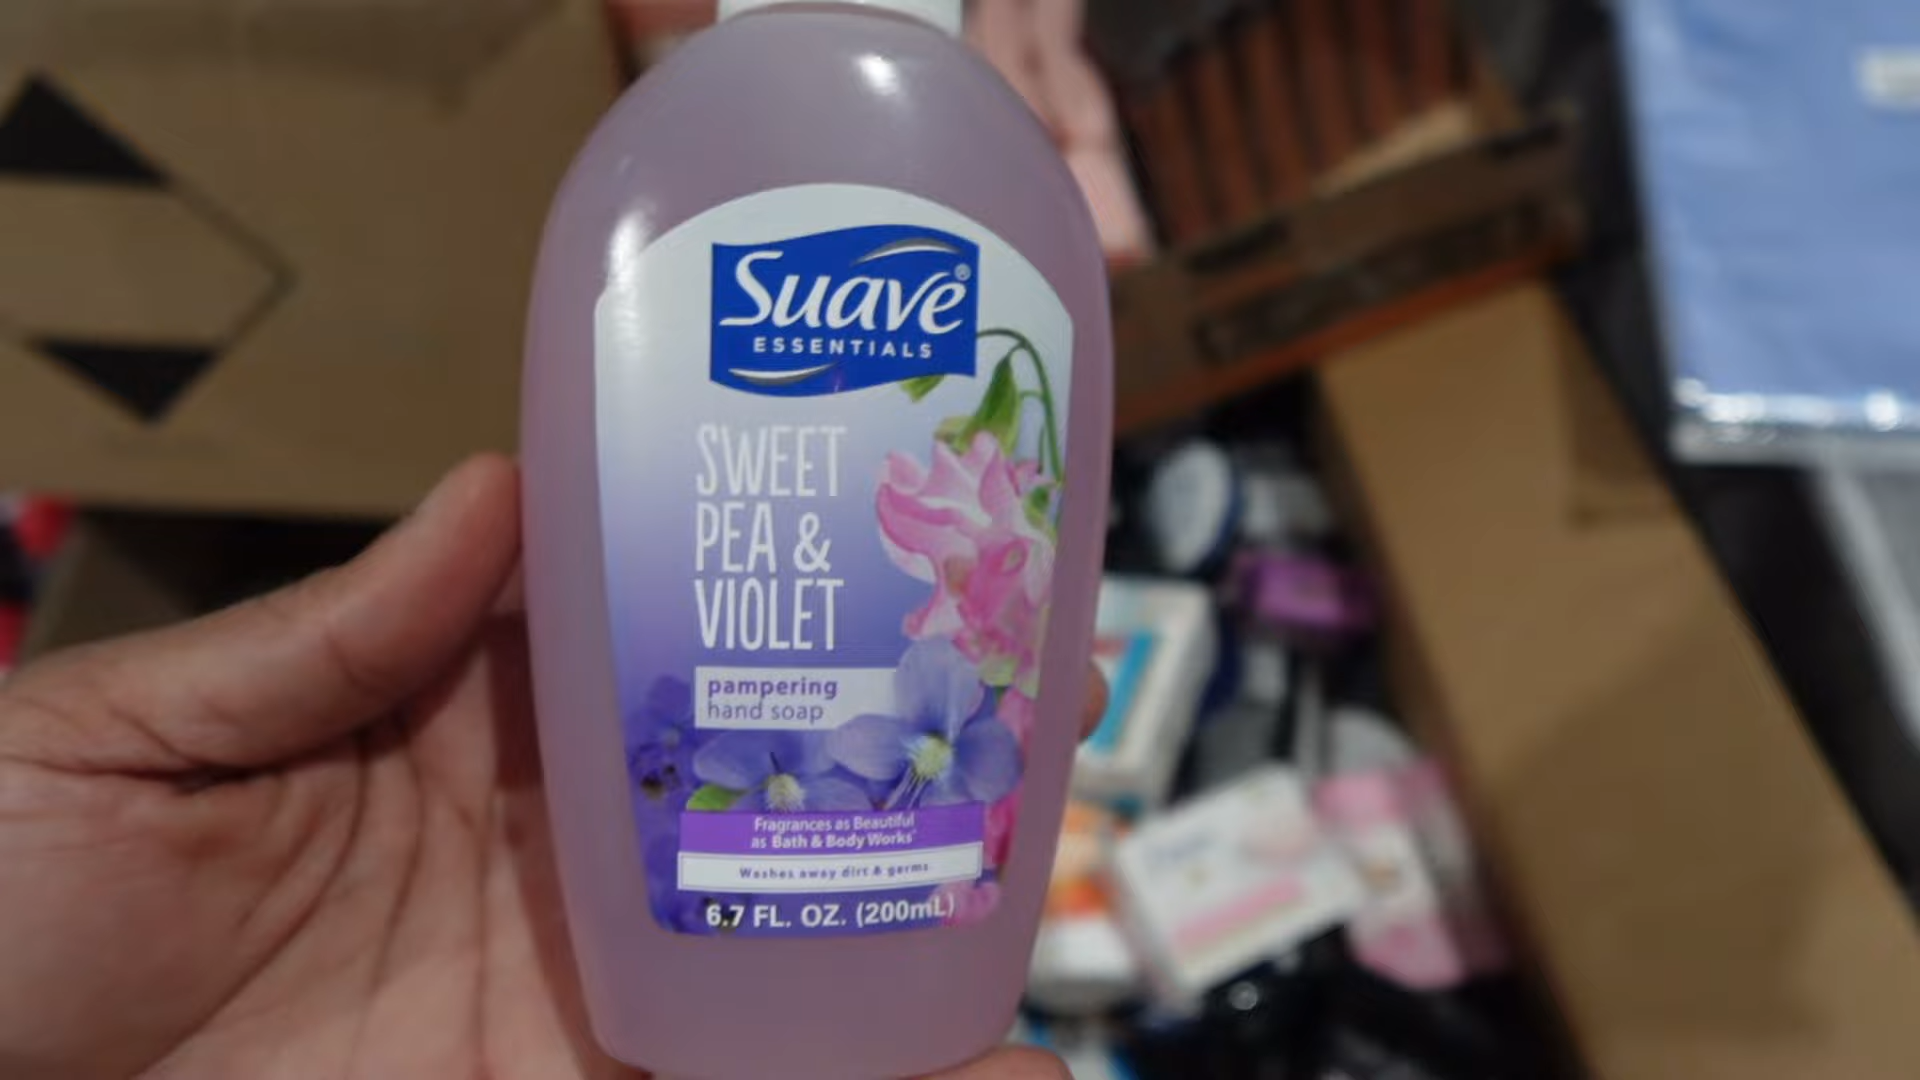 Suave®
ESSENTIALS
SWEET
PEA &
VIOLET
pampering
hand soap
Fragrances as Beautiful
as Bath & Body Works*
Washes away dirt & germs
6.7 FL. OZ. (200mL)